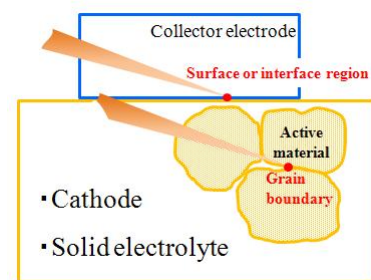 Collector electrode
Surface or interface region
Active
material
Grain
boundary
・Cathode
・Solid electrolyte